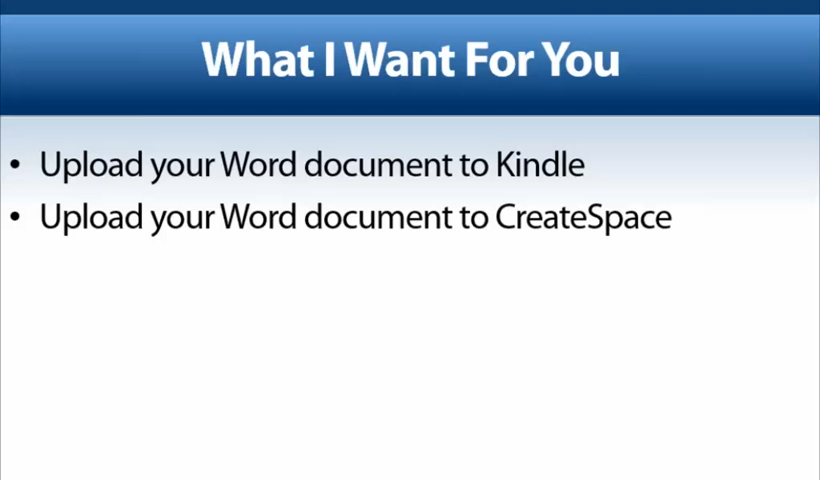 What I Want For You
• Upload your Word document to Kindle
• Upload your Word document to CreateSpace